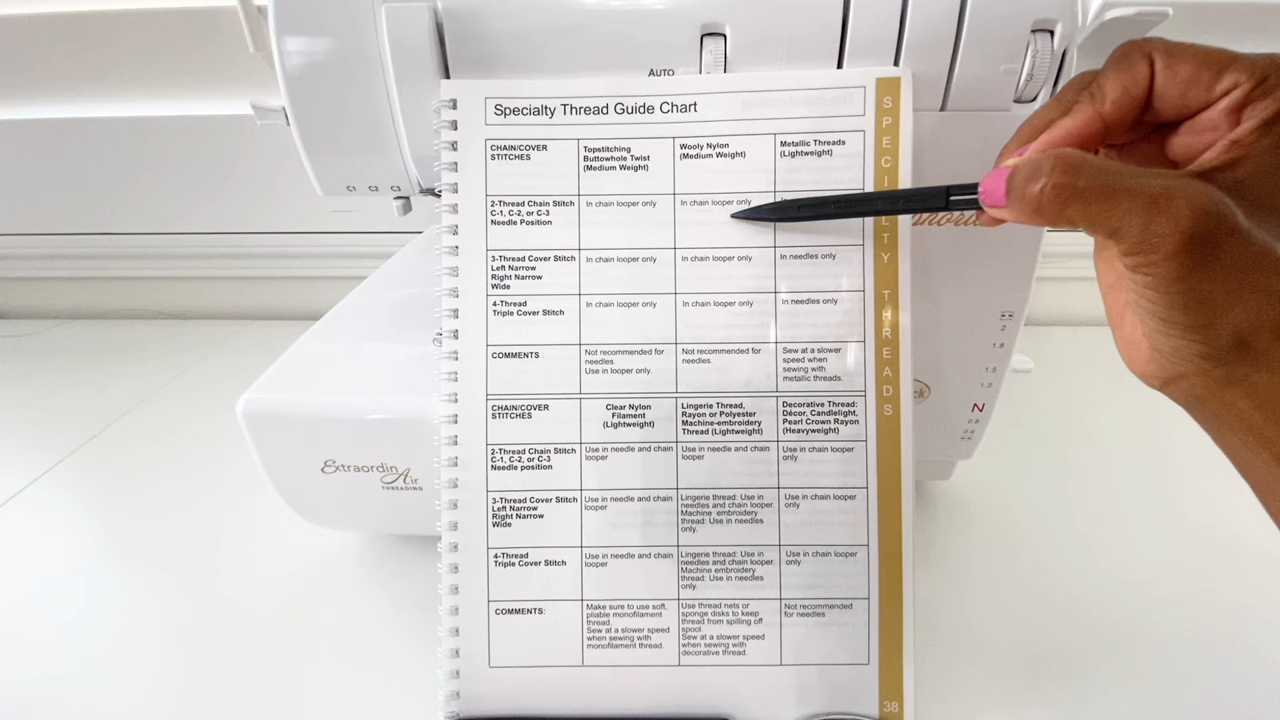 AUTO
C1 C2 C3
Specialty Thread Guide Chart
CHAIN/COVER
STITCHES
Topstitching
Buttowhole Twist
(Medium Weight)
Wooly Nylon
(Medium Weight)
Metallic Threads
(Lightweight)
2-Thread Chain Stitch
C-1, C-2, or C-3
Needle Position
In chain looper only
In chain looper only
3-Thread Cover Stitch
Left Narrow
Right Narrow
Wide
In chain looper only
In chain looper only
In needles only
4-Thread
Triple Cover Stitch
In chain looper only
In chain looper only
In needles only
COMMENTS :
Not recommended for
needles.
Use in looper only.
Not recommended for
needles.
Sew at a slower
speed when
sewing with
metallic threads.
CHAIN/COVER
STITCHES
Clear Nylon
Filament
(Lightweight)
Lingerie Thread,
Rayon or Polyester
Machine-embroidery
Thread (Lightweight)
Decorative Thread:
Décor, Candlelight,
Pearl Crown Rayon
(Heavyweight)
2-Thread Chain Stitch
C-1, C-2, or C-3
Needle position
Use in needle and chain
looper
Use in needle and chain
looper
Use in chain looper
only
3-Thread Cover Stitch
Left Narrow
Right Narrow
Wide
Use in needle and chain
looper
Lingerie thread: Use in
needles and chain looper.
Machine embroidery
thread: Use in needles
only.
Use in chain looper
only
4-Thread
Triple Cover Stitch
Use in needle and chain
looper
Lingerie thread: Use in
needles and chain looper.
Machine embroidery
thread: Use in needles
only.
Use in chain looper
only
COMMENTS:
Make sure to use soft,
pliable monofilament
thread.
Sew at a slower speed
when sewing with
monofilament thread.
Use thread nets or
sponge disks to keep
thread from spilling off
spool.
Sew at a slower speed
when sewing with
decorative thread.
Not recommended
for needles
SPECIALTY THREADS
38
Extraordin
Air
THREADING
2
1.8
1.5
1.3
N
0.8
0.6